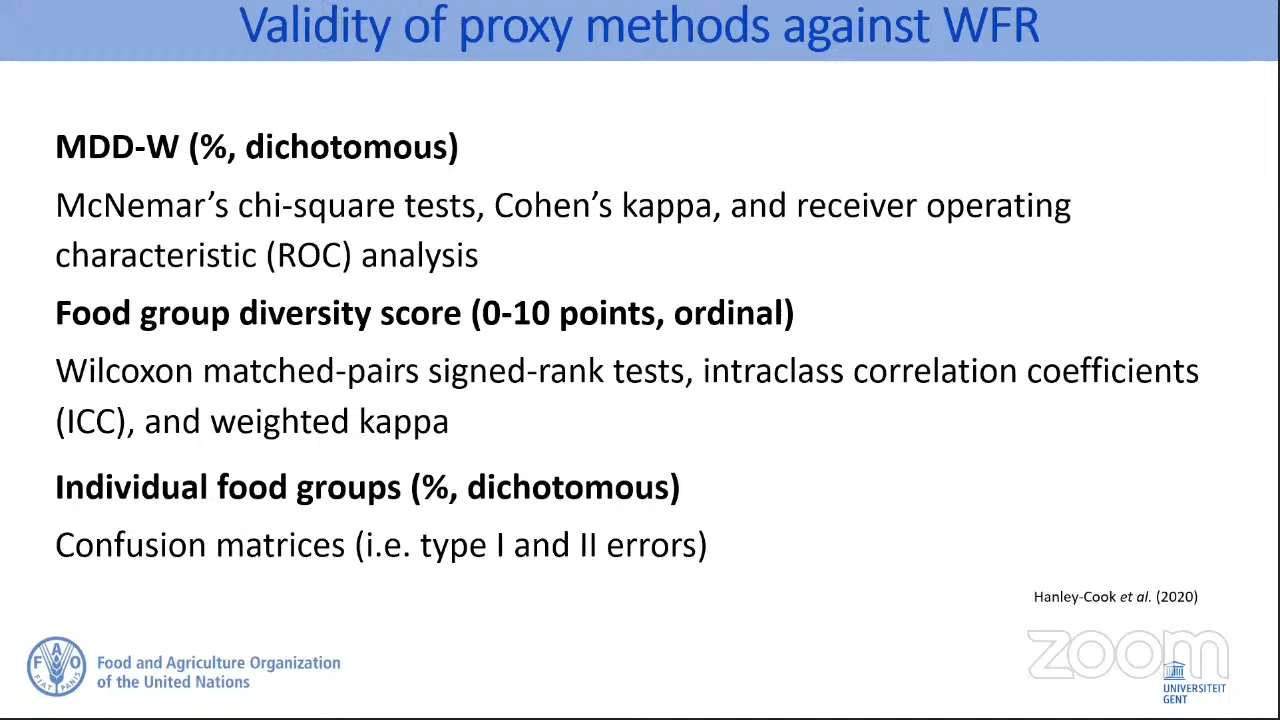 Validity of proxy methods against WFR
MDD-W (%, dichotomous)
McNemar’s chi-square tests, Cohen’s kappa, and receiver operating
characteristic (ROC) analysis
Food group diversity score (0-10 points, ordinal)
Wilcoxon matched-pairs signed-rank tests, intraclass correlation coefficients
(ICC), and weighted kappa
Individual food groups (%, dichotomous)
Confusion matrices (i.e. type I and II errors)
Hanley-Cook et al. (2020)
F A O
FIAT PANIS
Food and Agriculture Organization
of the United Nations
zoom
UNIVERSITEIT
GENT